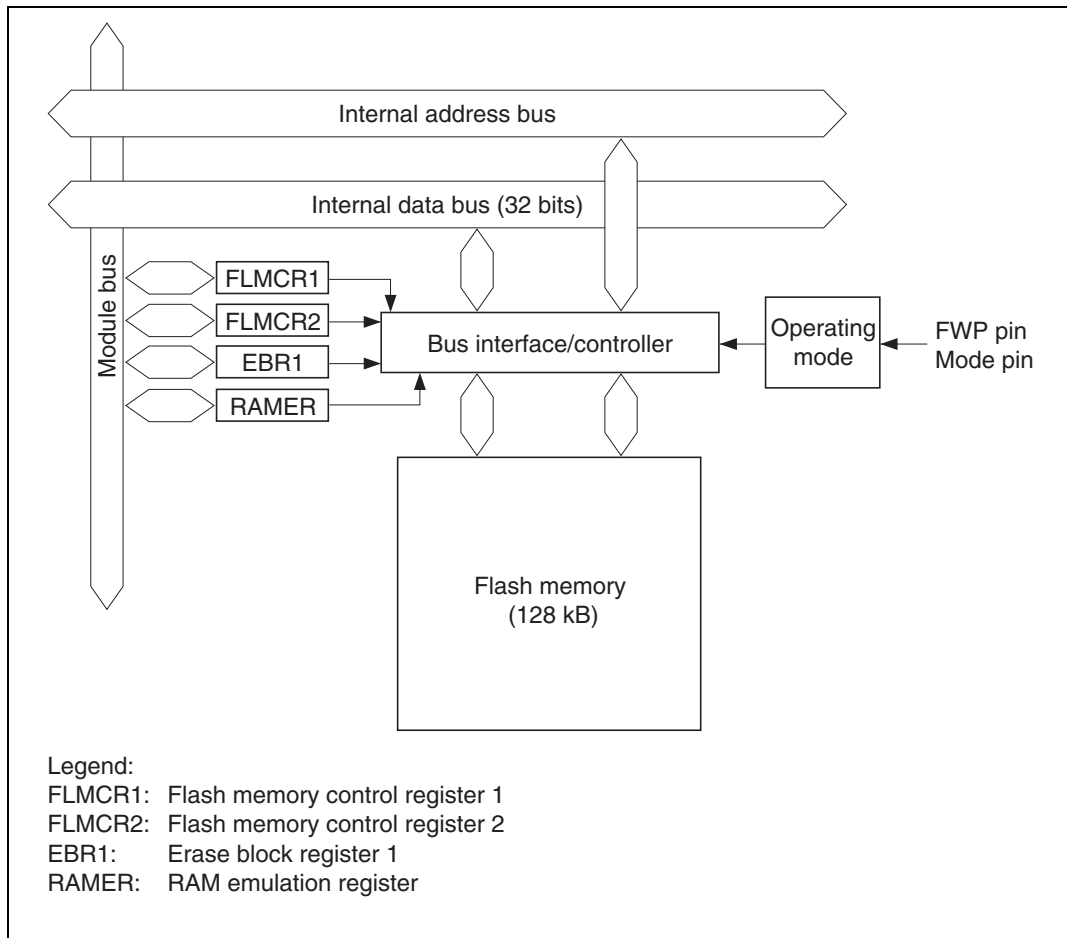 Internal address bus
Internal data bus (32 bits)
Module bus
FLMCR1
FLMCR2
EBR1
RAMER
Bus interface/controller
Operating
mode
FWP pin
Mode pin
Flash memory
(128 kB)
Legend:
FLMCR1: Flash memory control register 1
FLMCR2: Flash memory control register 2
EBR1: Erase block register 1
RAMER: RAM emulation register